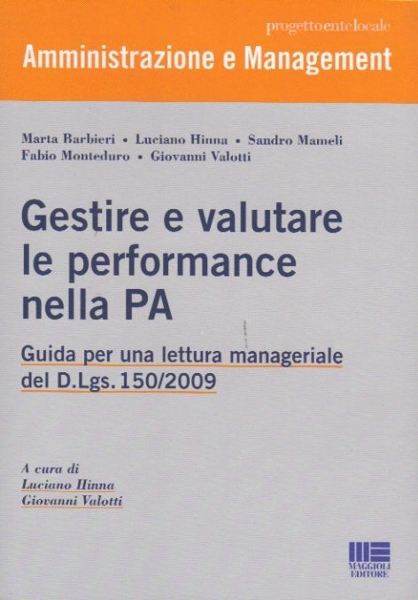 progettoentelocale
Amministrazione e Management
Marta Barbieri • Luciano Hinna • Sandro Mameli
Fabio Monteduro • Giovanni Valotti
Gestire e valutare
le performance
nella PA
Guida per una lettura manageriale
del D.Lgs. 150/2009
A cura di
Luciano Hinna
Giovanni Valotti
MAGGIOLI
EDITORE